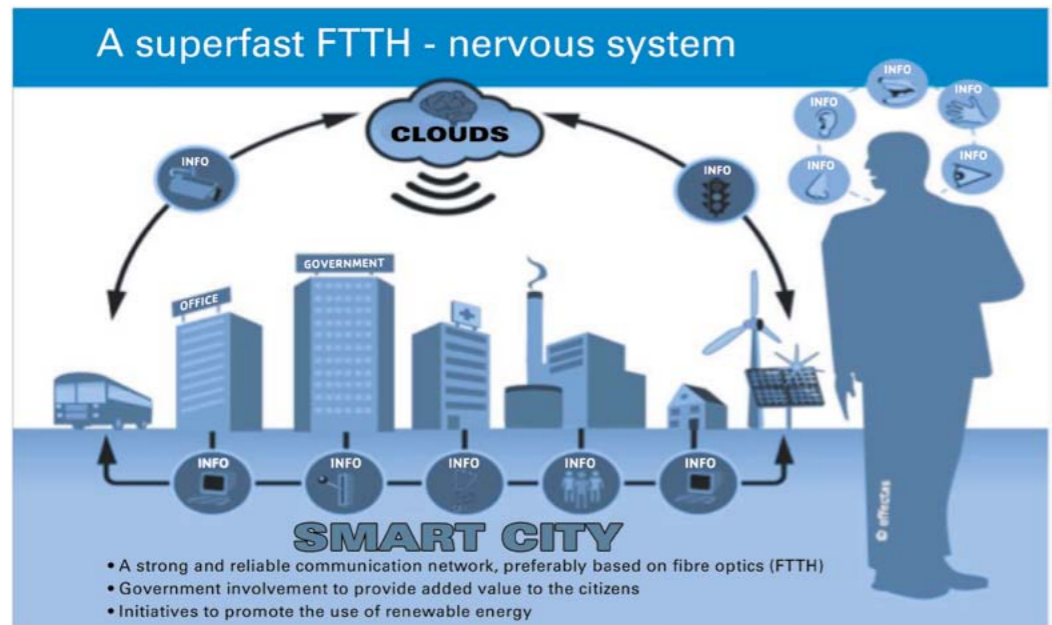 A superfast FTTH - nervous system
INFO
INFO
INFO
INFO
INFO
CLOUDS
INFO
INFO
GOVERNMENT
OFFICE
INFO
INFO
INFO
INFO
INFO
SMART CITY
• A strong and reliable communication network, preferably based on fibre optics (FTTH)
• Government involvement to provide added value to the citizens
• Initiatives to promote the use of renewable energy
© effectas